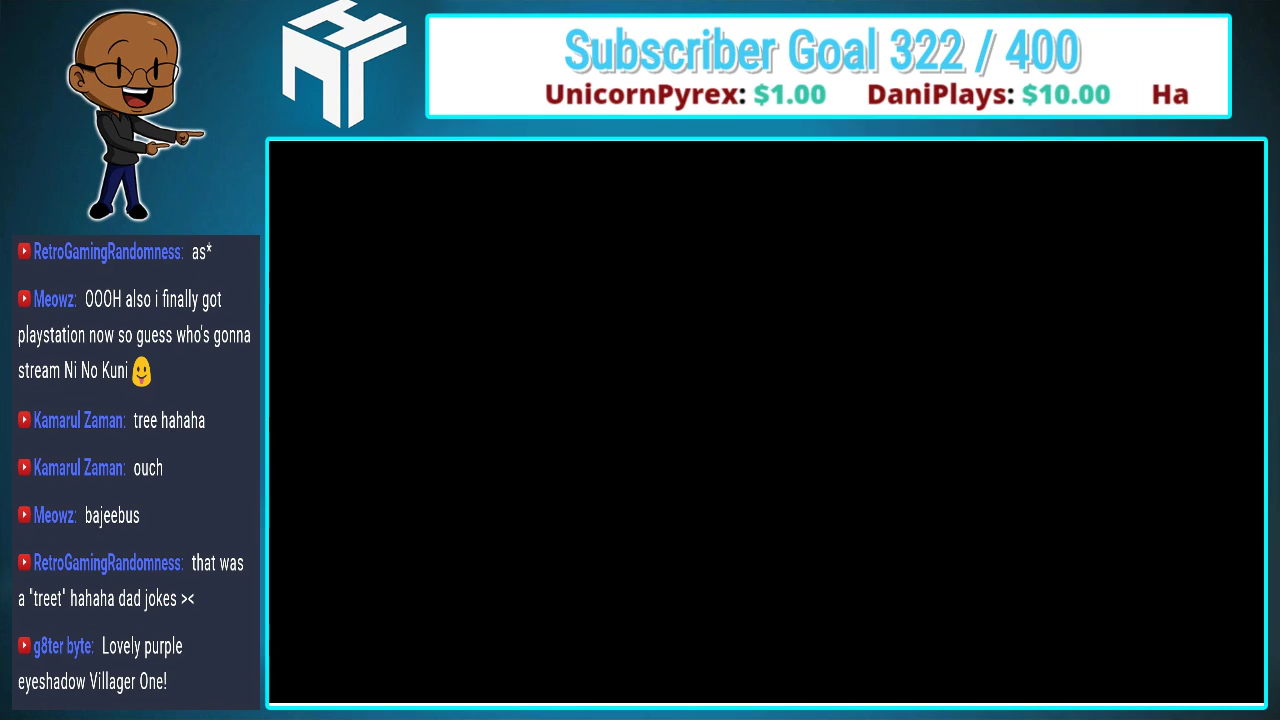 Subscriber Goal 322 / 400
UnicornPyrex: $1.00 DaniPlays: $10.00 Ha
RetroGamingRandomness: as*
Meowz: OOOH also i finally got
playstation now so guess who's gonna
stream Ni No Kuni 😛
Kamarul Zaman: tree hahaha
Kamarul Zaman: ouch
Meowz: bajeebus
RetroGamingRandomness: that was
a 'treet' hahaha dad jokes ><
g8ter byte: Lovely purple
eyeshadow Villager One!